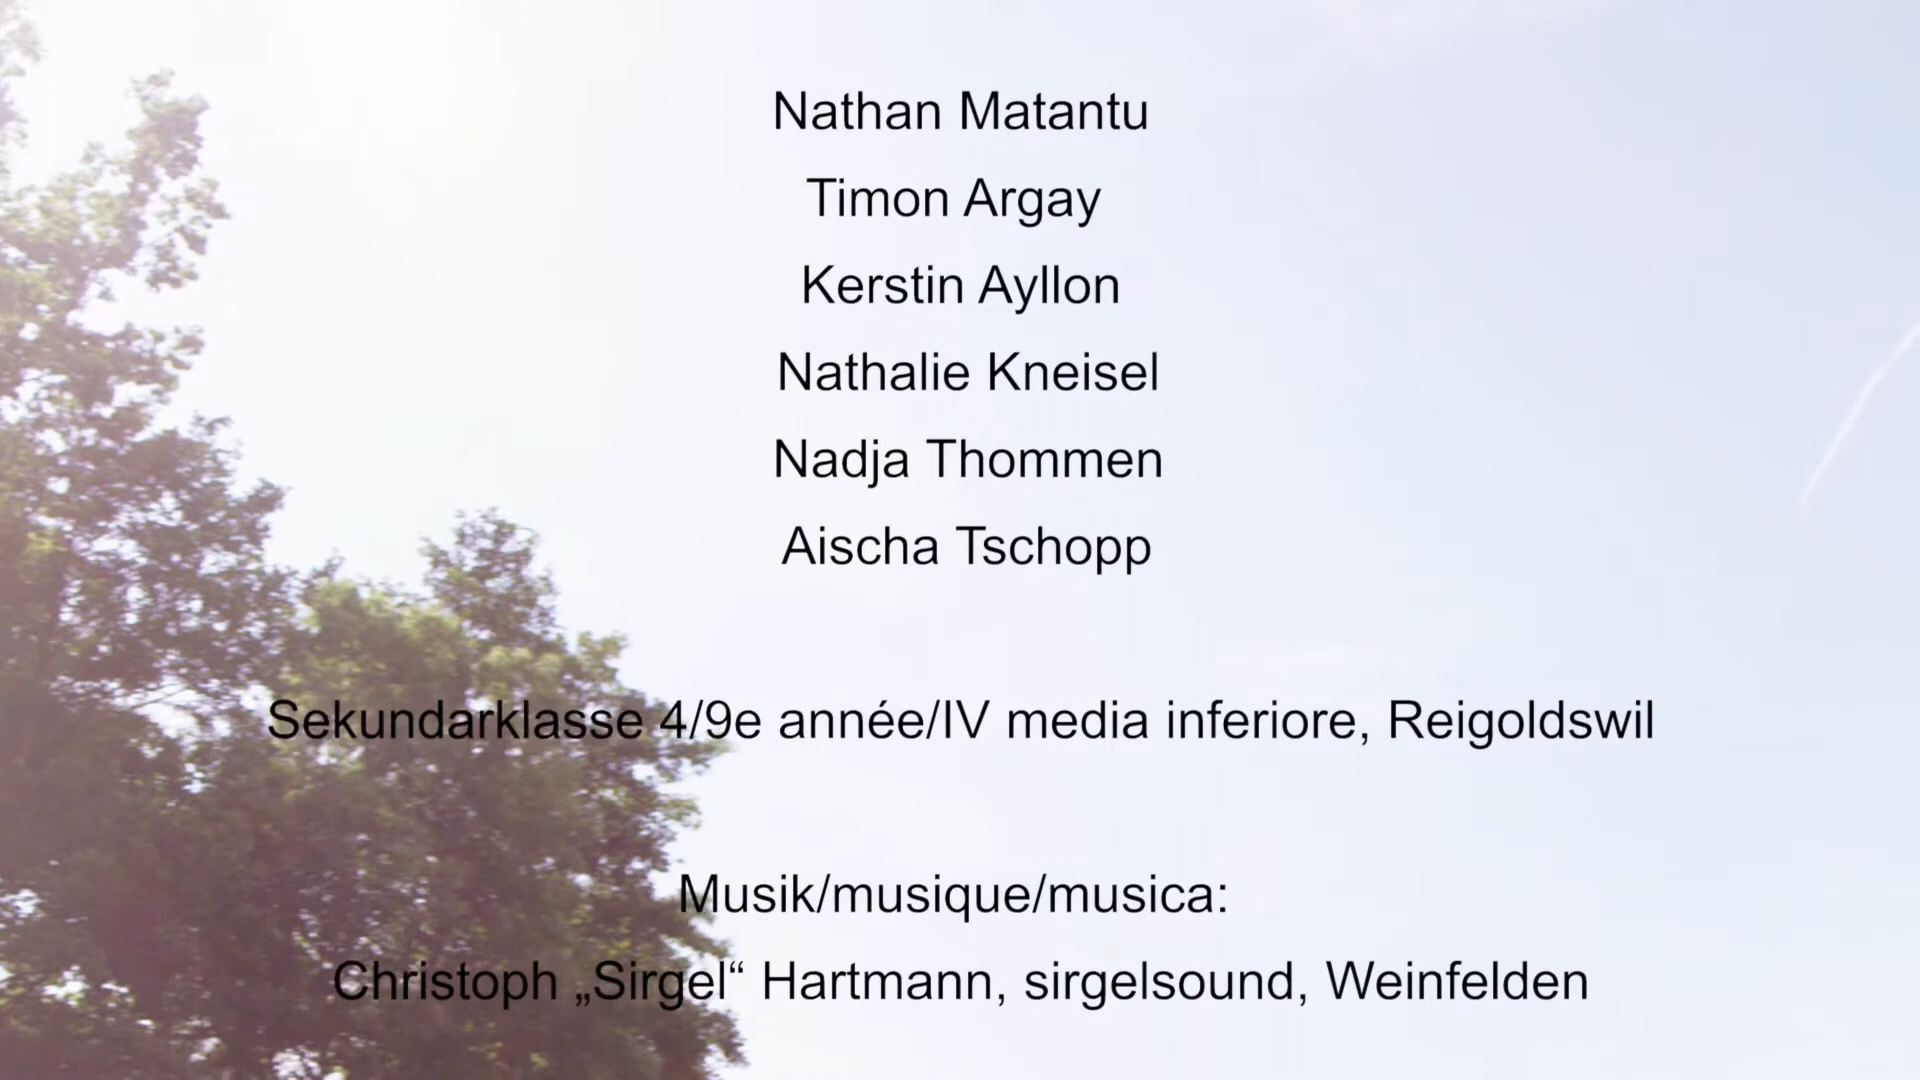 Nathan Matantu
Timon Argay
Kerstin Ayllon
Nathalie Kneisel
Nadja Thommen
Aischa Tschopp
Sekundarklasse 4/9e année/IV media inferiore, Reigoldswil
Musik/musique/musica:
Christoph „Sirgel“ Hartmann, sirgelsound, Weinfelden